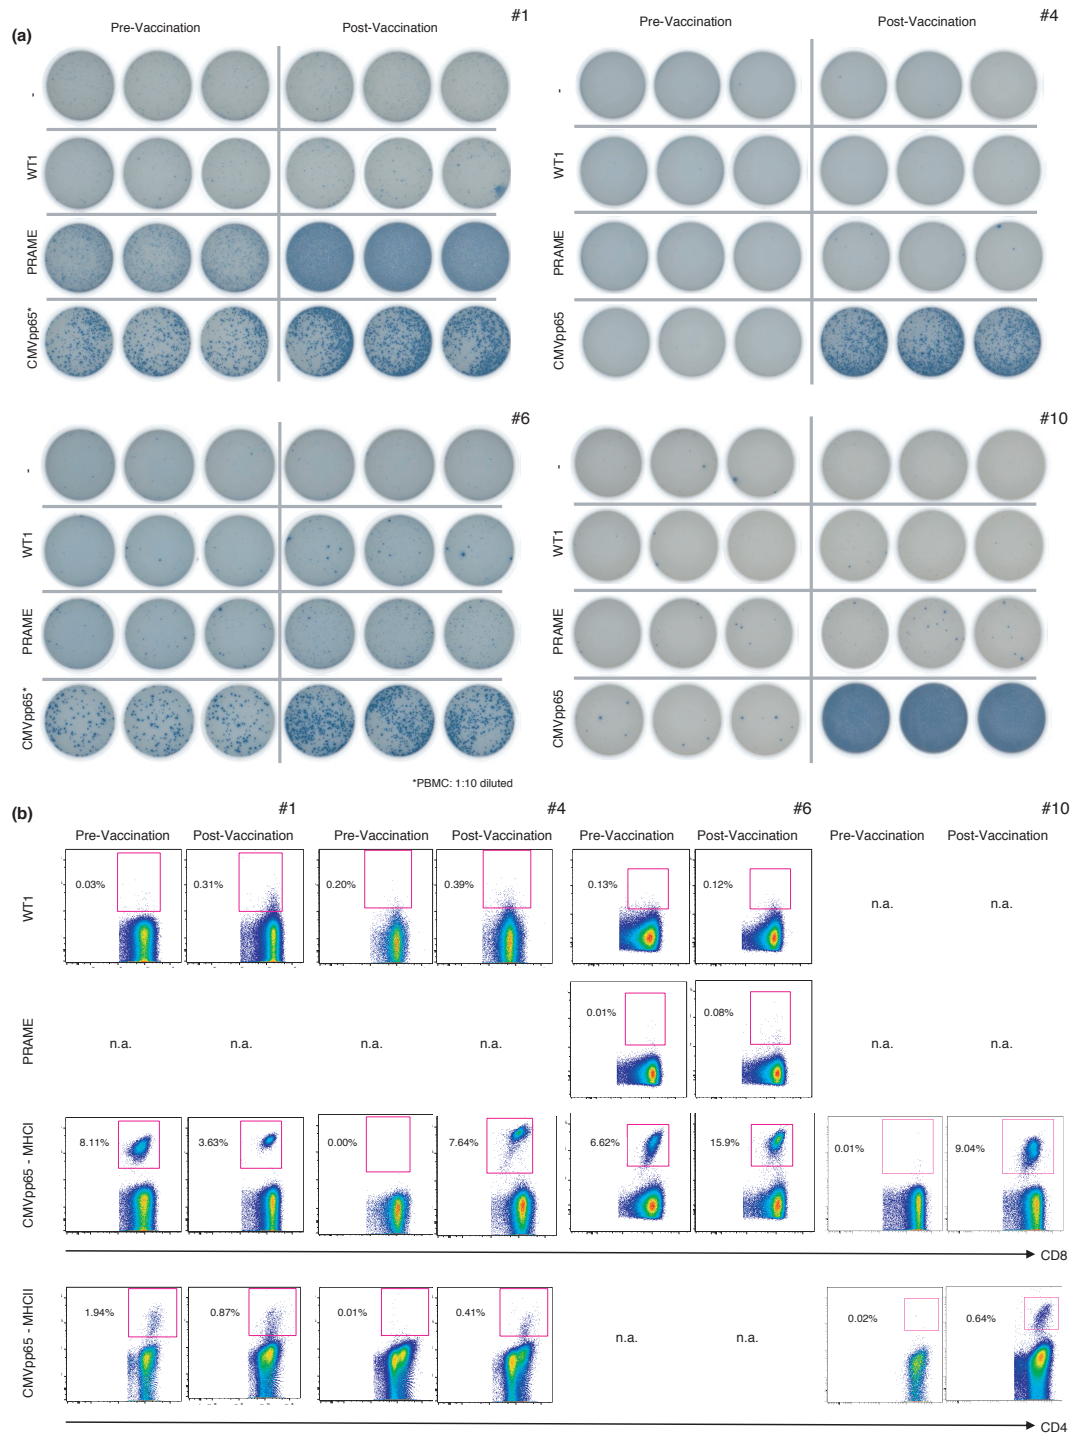 (a)
#1
Pre-Vaccination Post-Vaccination
-
WT1
PRAME
CMVpp65*
#4
Pre-Vaccination Post-Vaccination
-
WT1
PRAME
CMVpp65
#6
-
WT1
PRAME
CMVpp65*
#10
-
WT1
PRAME
CMVpp65
*PBMC: 1:10 diluted
(b)
#1 #4 #6 #10
Pre-Vaccination Post-Vaccination Pre-Vaccination Post-Vaccination Pre-Vaccination Post-Vaccination Pre-Vaccination Post-Vaccination
WT1
0.03% 0.31% 0.20% 0.39% 0.13% 0.12% n.a. n.a.
PRAME
n.a. n.a. n.a. n.a. 0.01% 0.08% n.a. n.a.
CMVpp65 - MHCI
8.11% 3.63% 0.00% 7.64% 6.62% 15.9% 0.01% 9.04%
CD8
CMVpp65 - MHCII
1.94% 0.87% 0.01% 0.41% n.a. n.a. 0.02% 0.64%
CD4